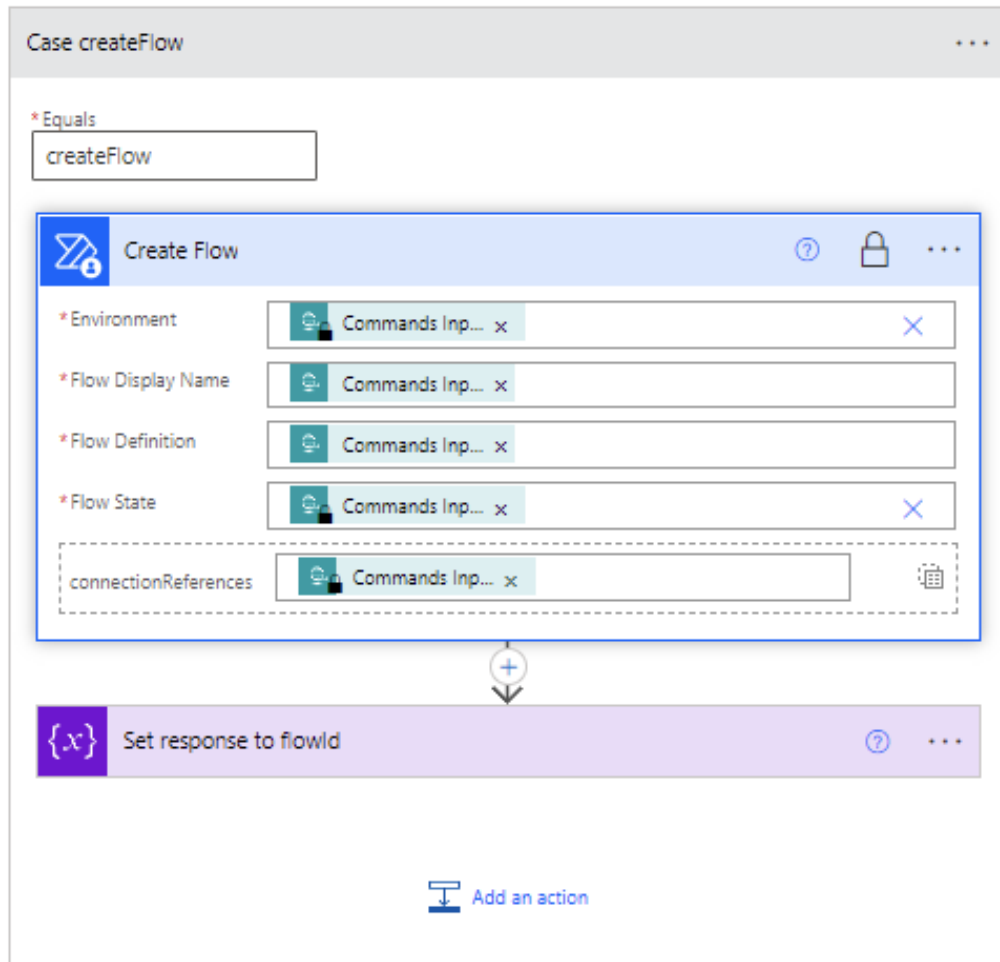 Case createFlow
* Equals
createFlow
Create Flow
* Environment
Commands Inp...
* Flow Display Name
Commands Inp...
* Flow Definition
Commands Inp...
* Flow State
Commands Inp...
connectionReferences
Commands Inp...
{x} Set response to flowId
Add an action